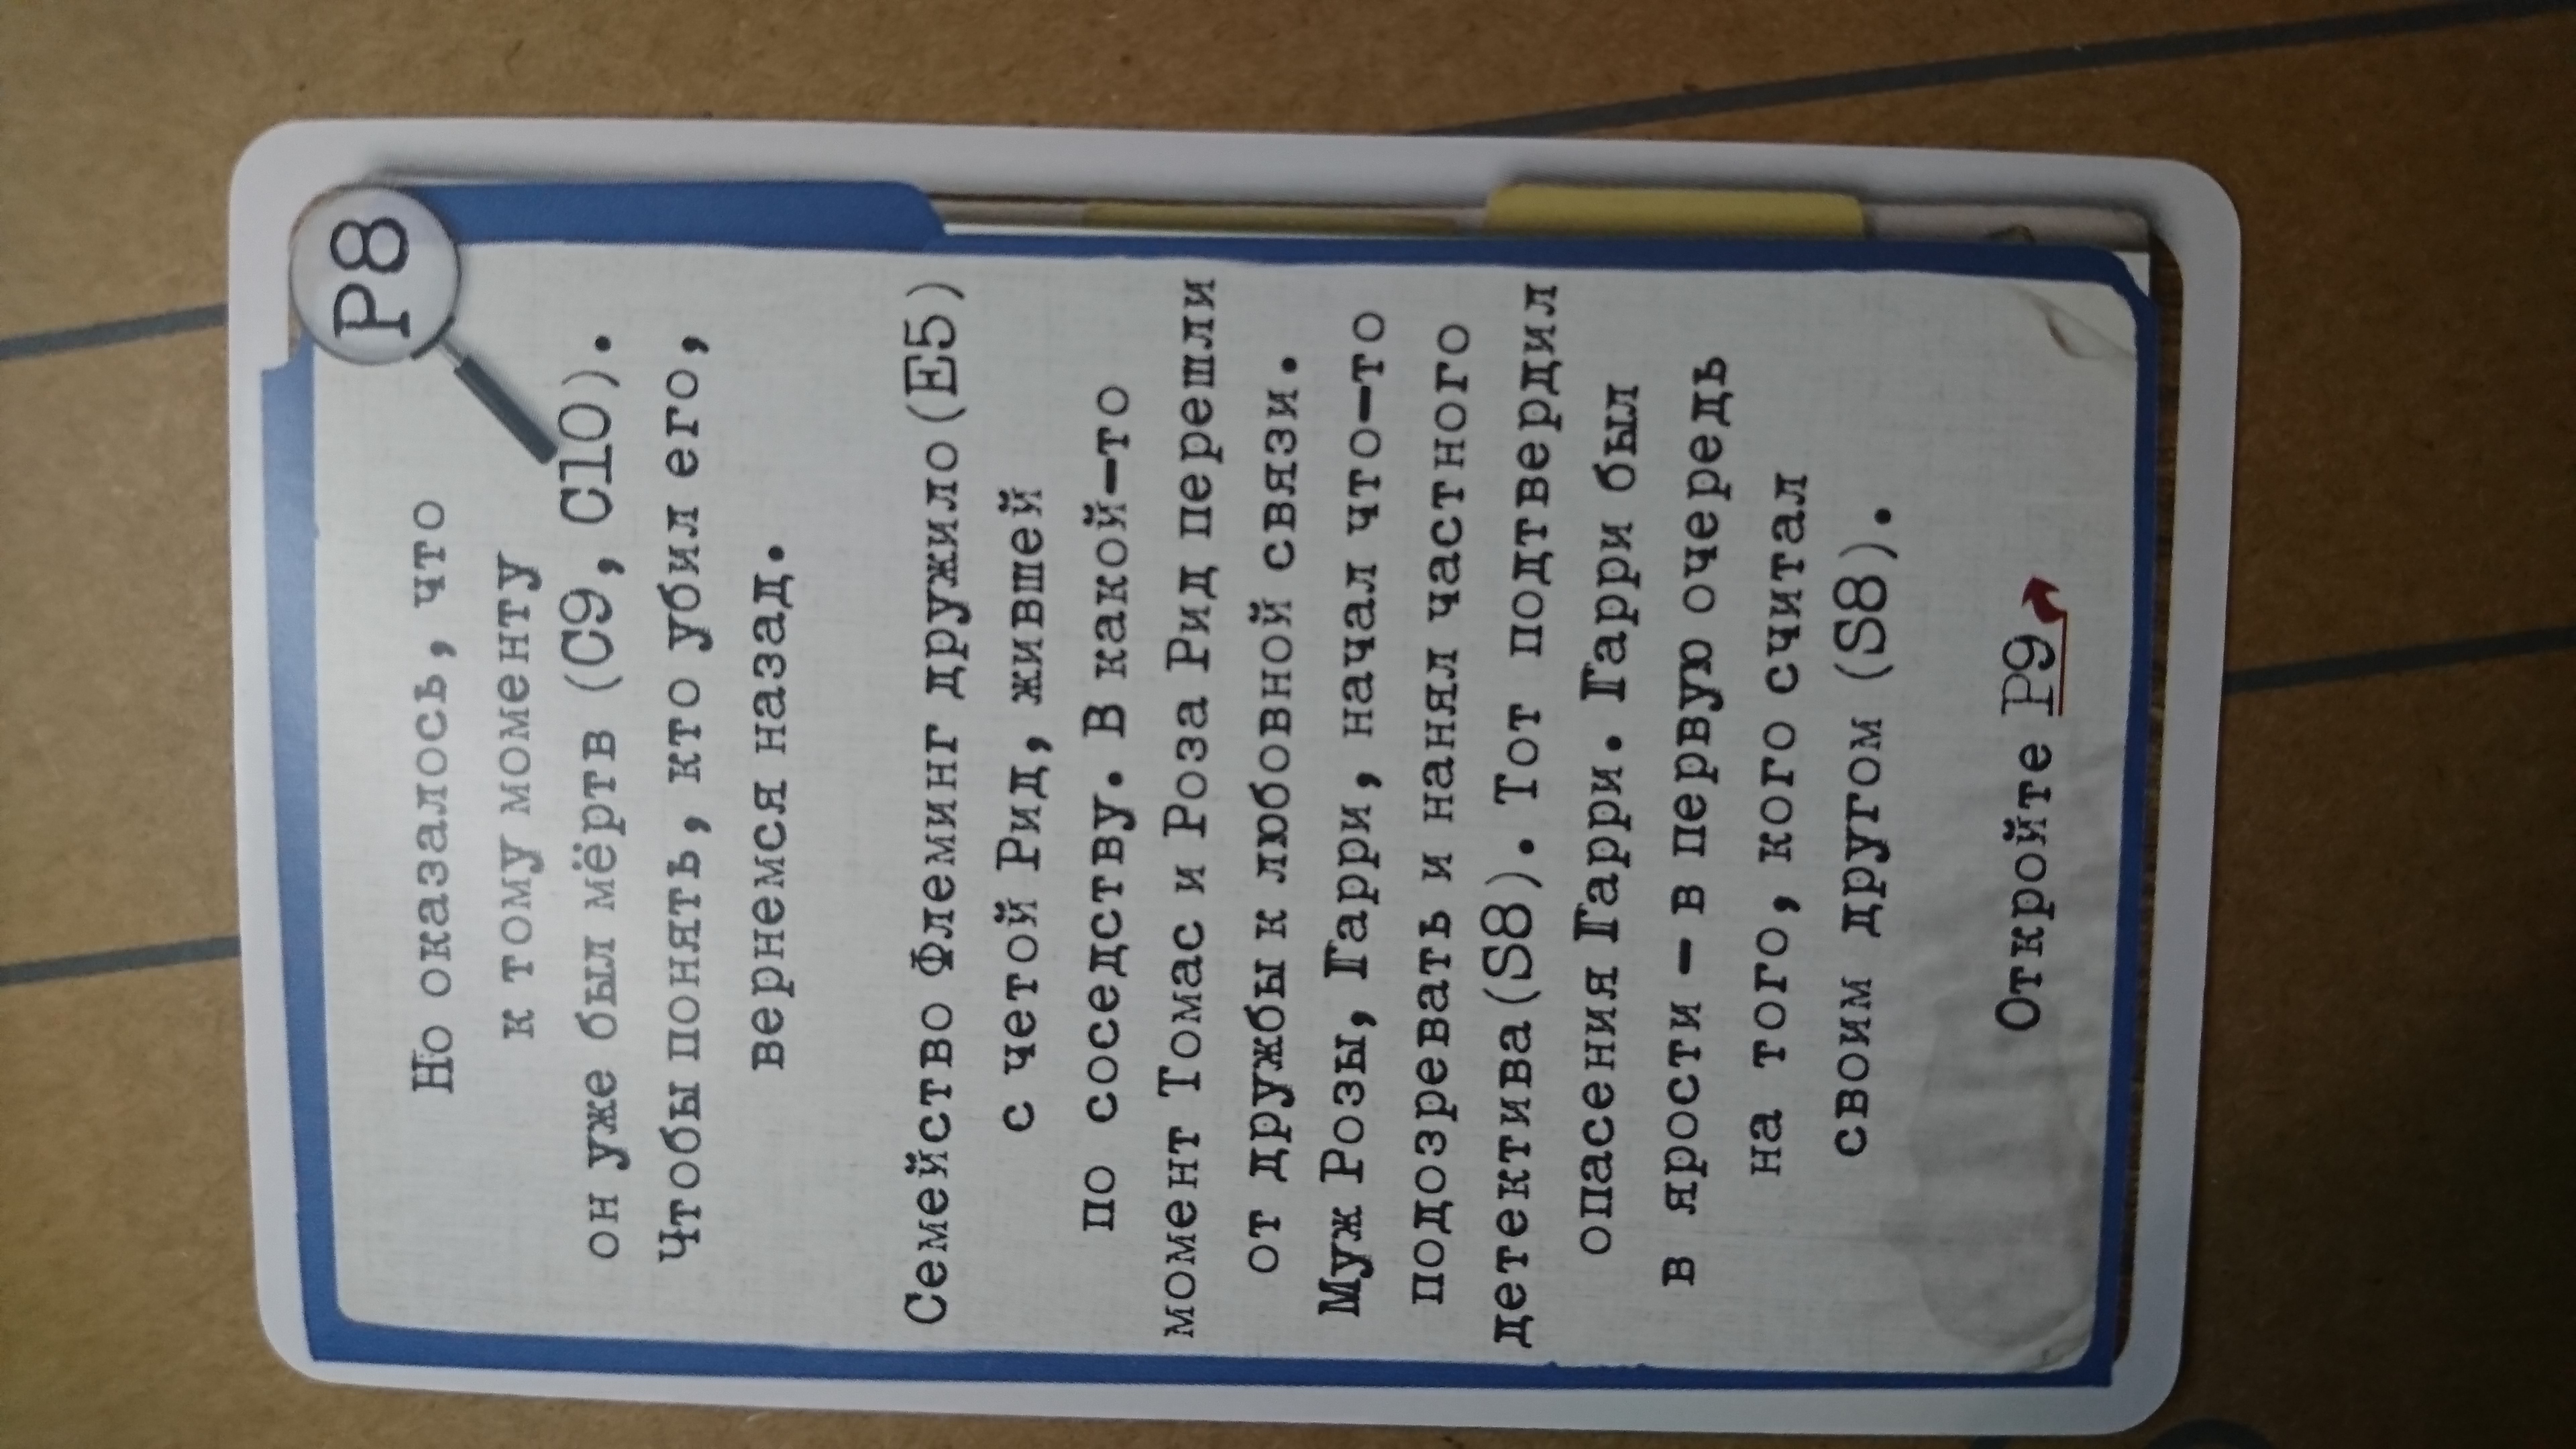 P8
Но оказалось, что
к тому моменту
он уже был мёртв (C9, C10).
Чтобы понять, кто убил его,
вернемся назад.
Семейство Флеминг дружило (E5)
с четой Рид, жившей
по соседству. В какой-то
момент Томас и Роза Рид перешли
от дружбы к любовной связи.
Муж Розы, Гарри, начал что-то
подозревать и нанял частного
детектива (S8). Тот подтвердил
опасения Гарри. Гарри был
в ярости – в первую очередь
на того, кого считал
своим другом (S8).
Откройте P9